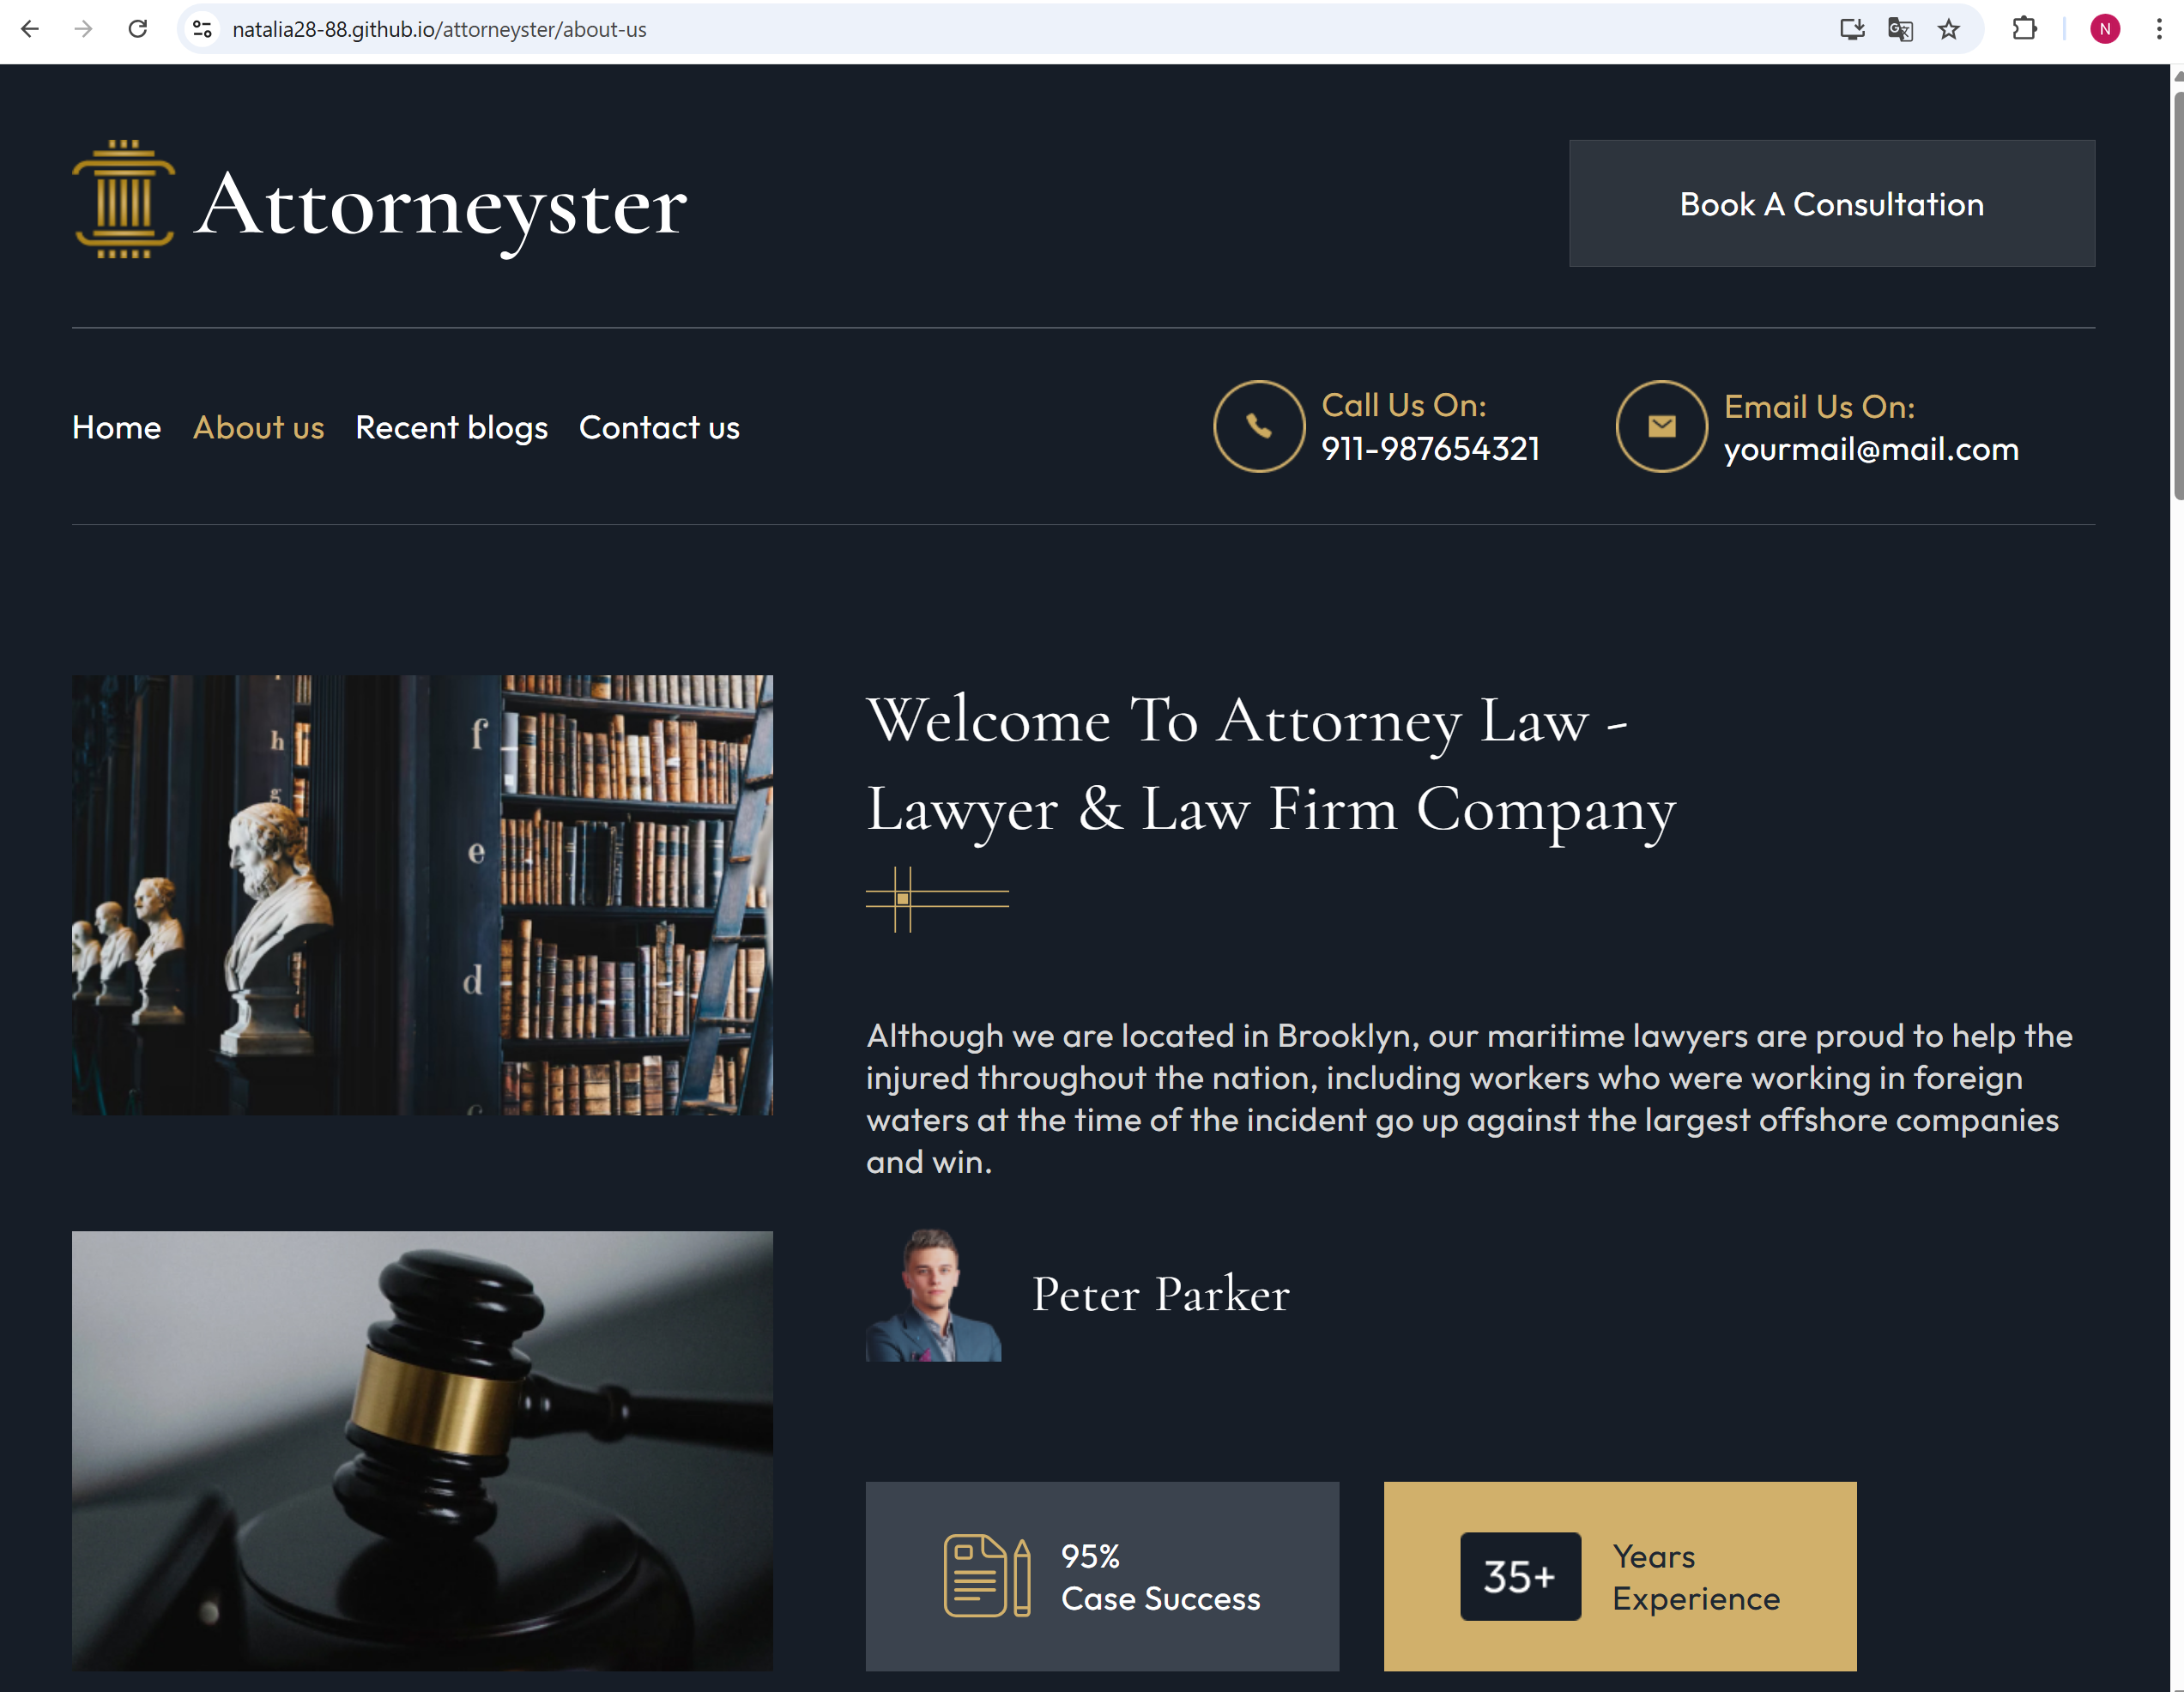 natalia28-88.github.io/attorneyster/about-us
N
Attorneyster
Book A Consultation
Home About us Recent blogs Contact us
Call Us On:
911-987654321
Email Us On:
yourmail@mail.com
h
g
f
e
d
Welcome To Attorney Law -
Lawyer & Law Firm Company
Although we are located in Brooklyn, our maritime lawyers are proud to help the
injured throughout the nation, including workers who were working in foreign
waters at the time of the incident go up against the largest offshore companies
and win.
Peter Parker
95%
Case Success
35+
Years
Experience